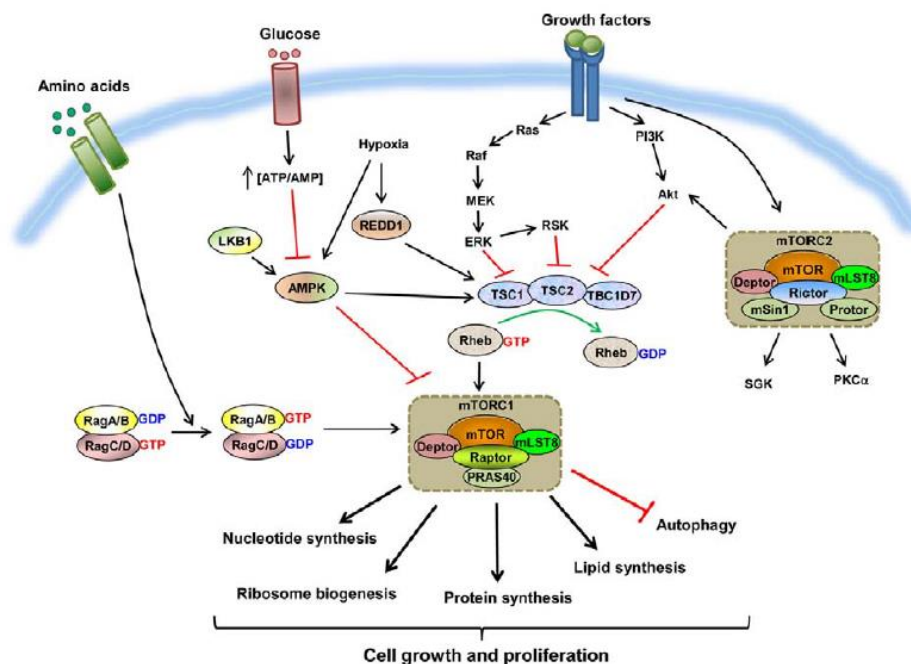 Growth factors
Glucose
Amino acids
Ras
PI3K
Hypoxia
Raf
[ATP/AMP]
MEK
Akt
REDD1
RSK
LKB1
ERK
mTORC2
mTOR
Deptor
mLST8
Rictor
mSin1
Protor
AMPK
TSC1
TSC2
TBC1D7
Rheb GTP
Rheb GDP
SGK
PKCα
mTORC1
RagA/B GDP
RagC/D GTP
RagA/B GTP
RagC/D GDP
mTOR
Deptor
mLST8
Raptor
PRAS40
Autophagy
Nucleotide synthesis
Lipid synthesis
Ribosome biogenesis
Protein synthesis
Cell growth and proliferation